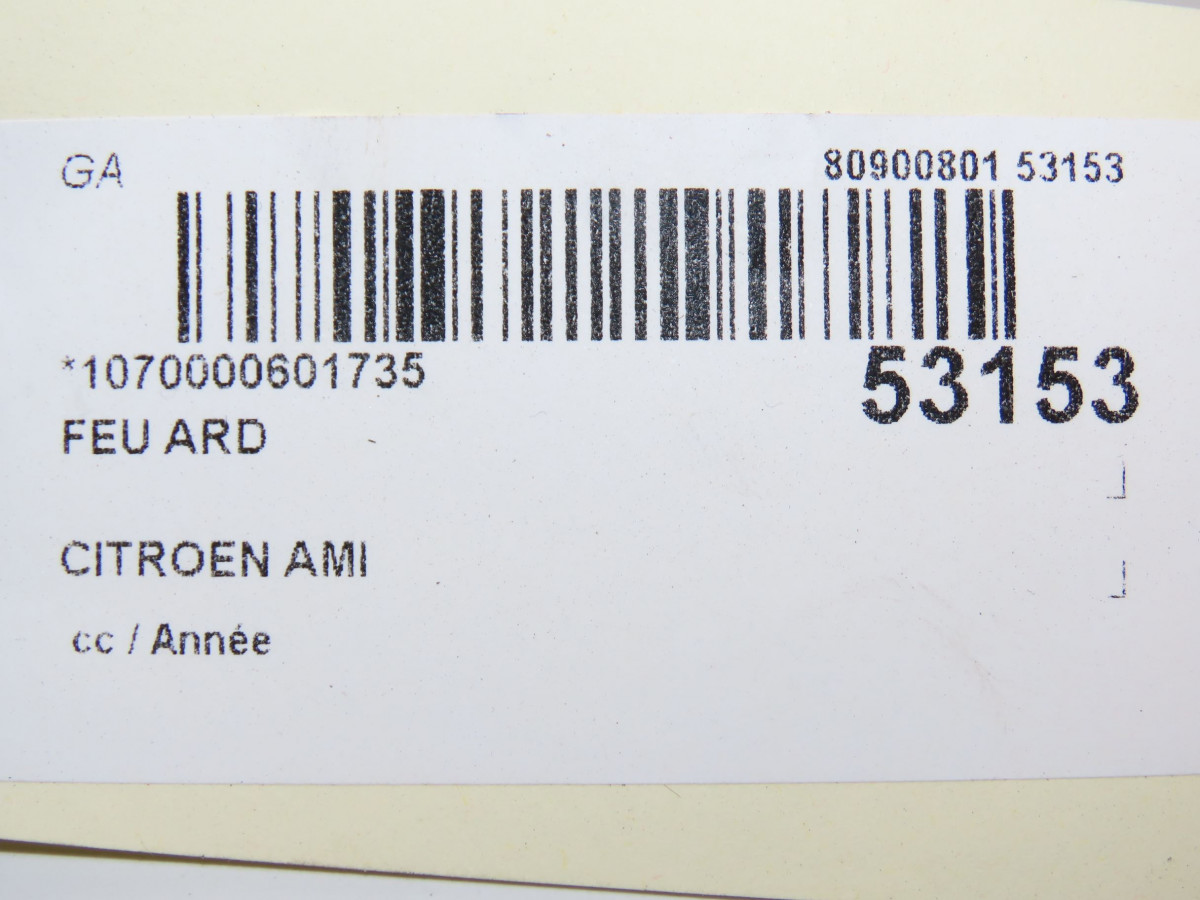 GA
80900801 53153
*1070000601735
53153
FEU ARD
CITROEN AMI
cc / Année